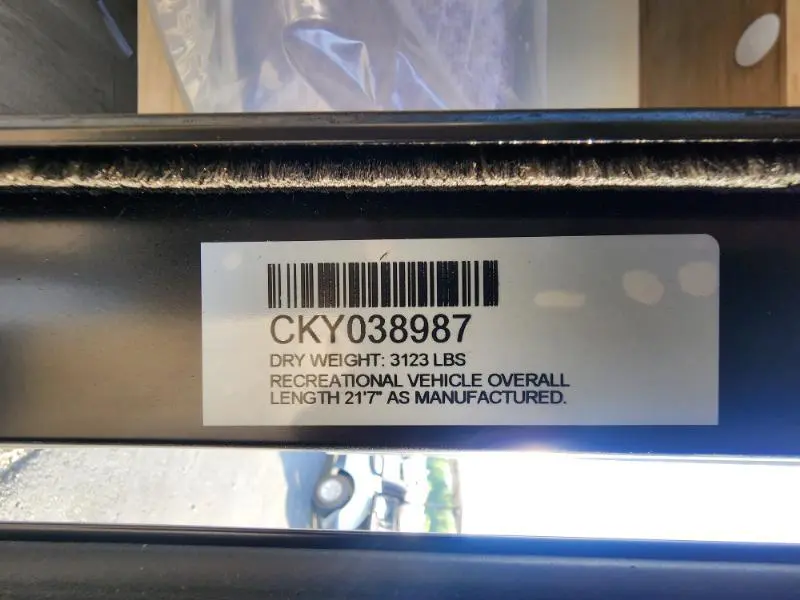 CKY038987
DRY WEIGHT: 3123 LBS
RECREATIONAL VEHICLE OVERALL
LENGTH 21'7" AS MANUFACTURED.